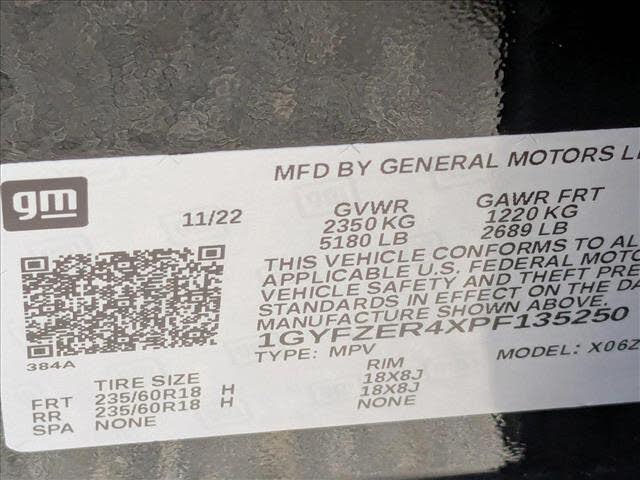 MFD BY GENERAL MOTORS
gm
11/22
GVWR
2350 KG
5180 LB
GAWR FRT
1220 KG
2689 LB
THIS VEHICLE CONFORMS TO AL
APPLICABLE U.S. FEDERAL MOTO
VEHICLE SAFETY AND THEFT PRE
STANDARDS IN EFFECT ON THE DA
MANUFACTURE SHOWN ABOVE.
1GYFZER4XPF135250
TYPE: MPV
MODEL: X06Z
384A
TIRE SIZE
RIM
FRT 235/60R18 H 18X8J
RR 235/60R18 H 18X8J
SPA NONE NONE